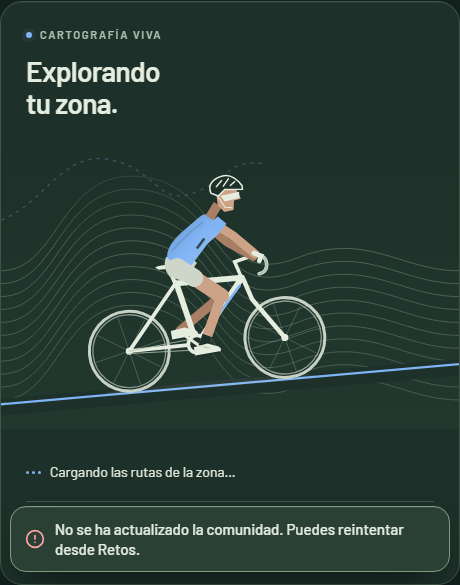 CARTOGRAFÍA VIVA
Explorando
tu zona.
Cargando las rutas de la zona...
No se ha actualizado la comunidad. Puedes reintentar
desde Retos.